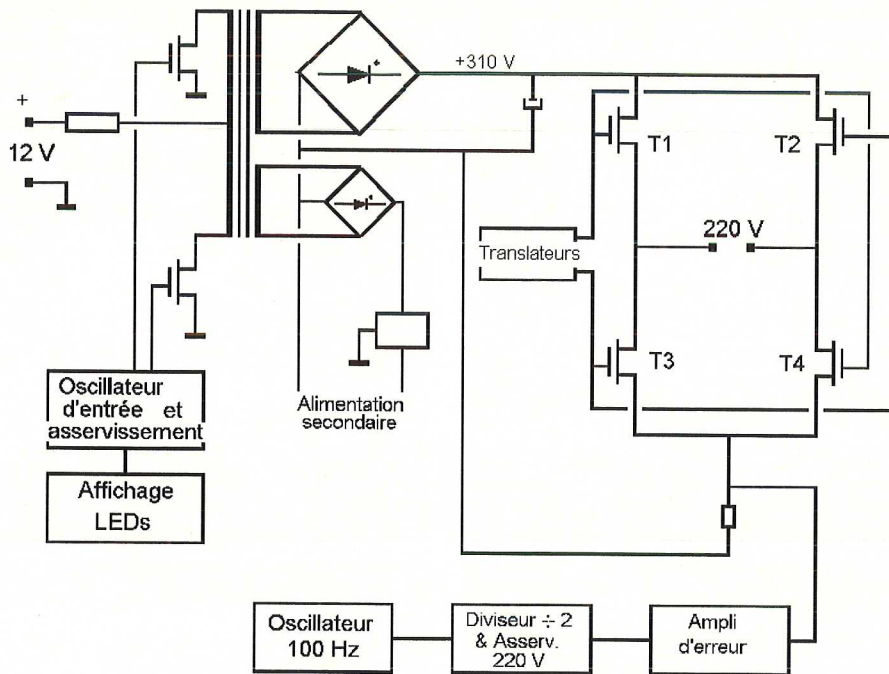 +310 V
+
12 V
T1
T2
220 V
Translateurs
T3
T4
Oscillateur
d'entrée et
asservissement
Alimentation
secondaire
Affichage
LEDs
Oscillateur
100 Hz
Diviseur ÷ 2
& Asserv.
220 V
Ampli
d'erreur